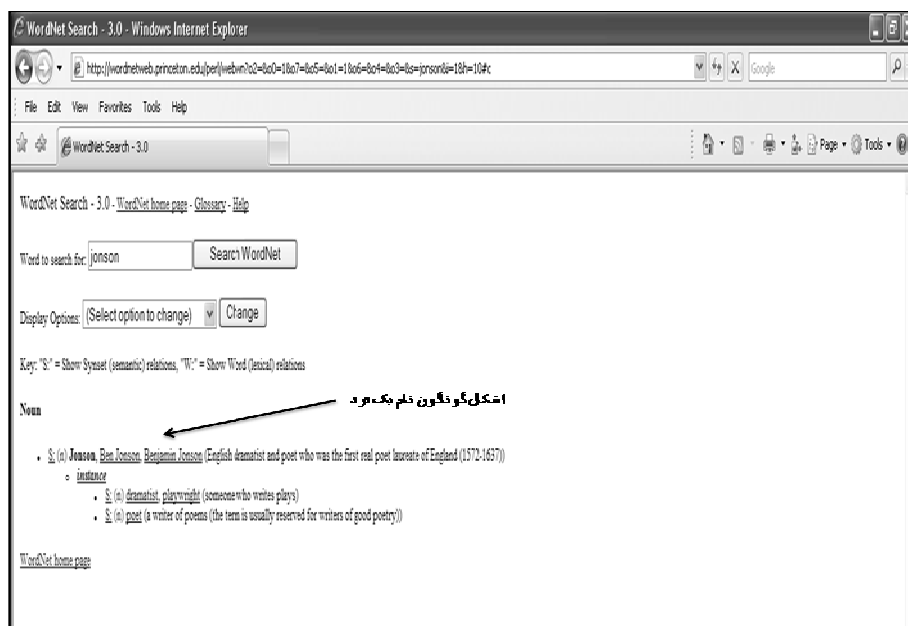 WordNet Search - 3.0 - Windows Internet Explorer
http://wordnetweb.princeton.edu/perl/webwn?o2=&o0=1&o7=&o5=&o1=1&o6=&o4=&o3=&s=jonson&i=1&h=10#c
Google
File Edit View Favorites Tools Help
WordNet Search - 3.0
Page Tools
WordNet Search - 3.0 - WordNet home page - Glossary - Help
Word to search for: jonson Search WordNet
Display Options: (Select option to change) Change
Key: "S:" = Show Synset (semantic) relations, "W:" = Show Word (lexical) relations
اشکال گوناگون نام یک فرد
Noun
S: (n) Jonson, Ben Jonson, Benjamin Jonson (English dramatist and poet who was the first real poet laureate of England (1572-1637))
instance
S: (n) dramatist, playwright (someone who writes plays)
S: (n) poet (a writer of poems (the term is usually reserved for writers of good poetry))
WordNet home page